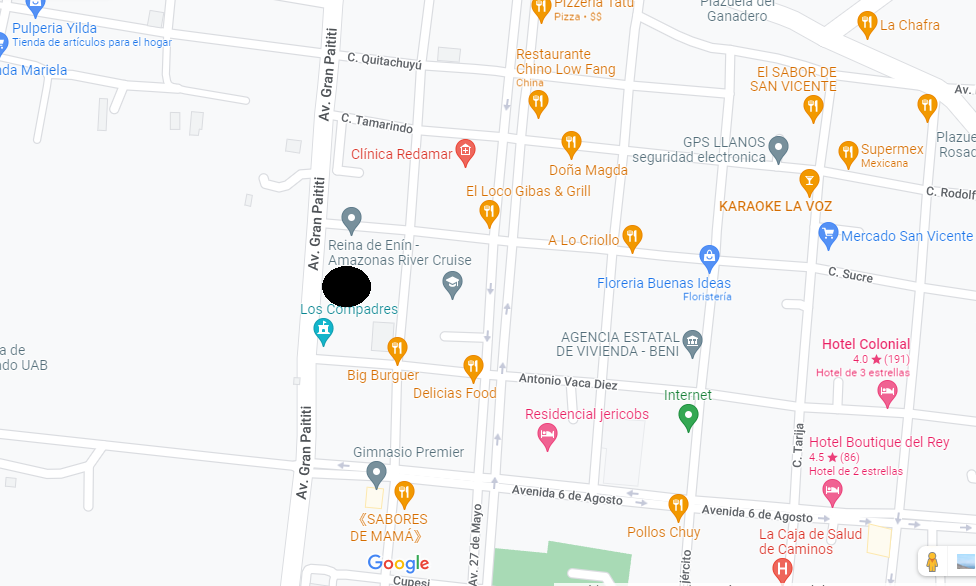 Pizzería Tatú
Pizza • $$
Plazuela del
Ganadero
La Chafra
Pulperia Yilda
Tienda de artículos para el hogar
da Mariela
Av. Gran Paititi
C. Quitachuyú
Restaurante
Chino Low Fang
China
El SABOR DE
SAN VICENTE
Av.
C. Tamarindo
Clínica Redamar
Doña Magda
GPS LLANOS
seguridad electronica
Supermex
Mexicana
Plazue
Rosad
C. Rodolf
Av. Gran Paititi
El Loco Gibas & Grill
KARAOKE LA VOZ
Reina de Enín -
Amazonas River Cruise
A Lo Criollo
Mercado San Vicente
C. Sucre
Floreria Buenas Ideas
Floristería
Los Compadres
AGENCIA ESTATAL
DE VIVIENDA - BENI
Hotel Colonial
4.0 ★ (191)
Hotel de 3 estrellas
a de
do UAB
Big Burguer
Delicias Food
Antonio Vaca Diez
Internet
Residencial jericobs
Av. Gran Paititi
C. Tarija
Hotel Boutique del Rey
4.5 ★ (86)
Hotel de 2 estrellas
Gimnasio Premier
Avenida 6 de Agosto
Avenida 6 de Agosto
《SABORES
DE MAMÁ》
Av. 27 de Mayo
Pollos Chuy
La Caja de Salud
de Caminos
Google
Cupesi
jército